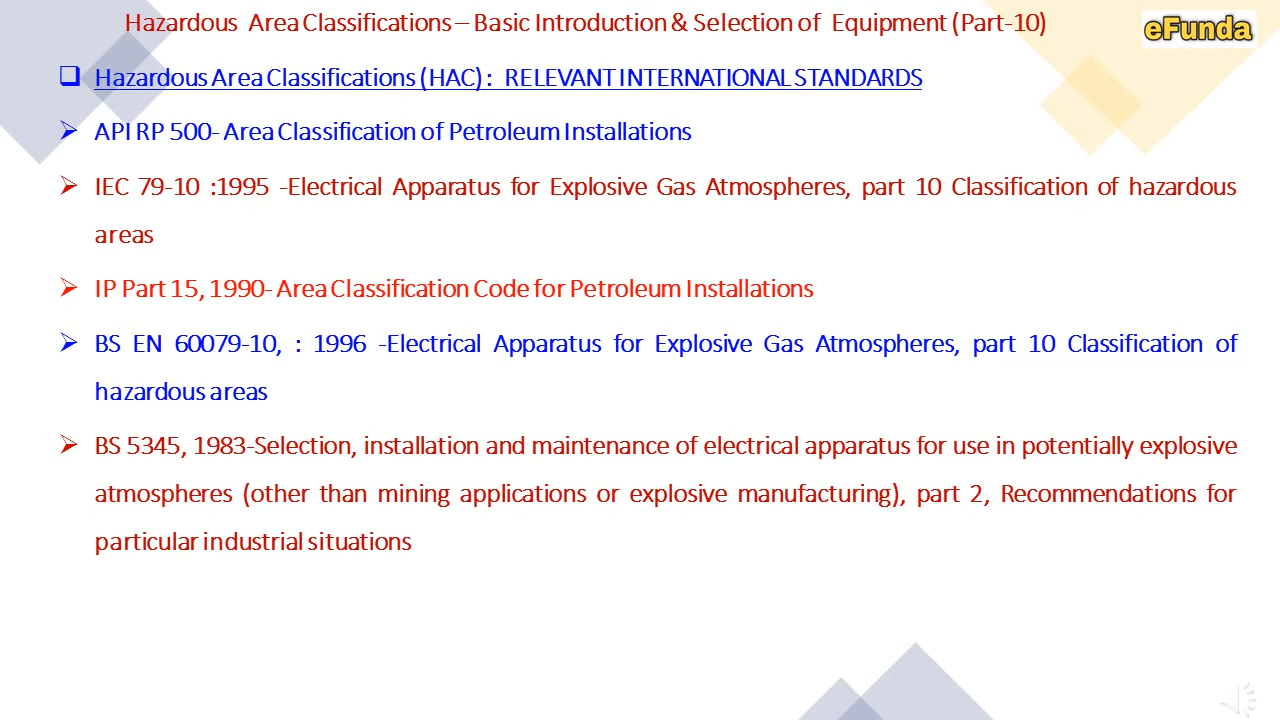 Hazardous Area Classifications – Basic Introduction & Selection of Equipment (Part-10)
eFunda
Hazardous Area Classifications (HAC) : RELEVANT INTERNATIONAL STANDARDS
API RP 500- Area Classification of Petroleum Installations
IEC 79-10 :1995 -Electrical Apparatus for Explosive Gas Atmospheres, part 10 Classification of hazardous
areas
IP Part 15, 1990- Area Classification Code for Petroleum Installations
BS EN 60079-10, : 1996 -Electrical Apparatus for Explosive Gas Atmospheres, part 10 Classification of
hazardous areas
BS 5345, 1983-Selection, installation and maintenance of electrical apparatus for use in potentially explosive
atmospheres (other than mining applications or explosive manufacturing), part 2, Recommendations for
particular industrial situations